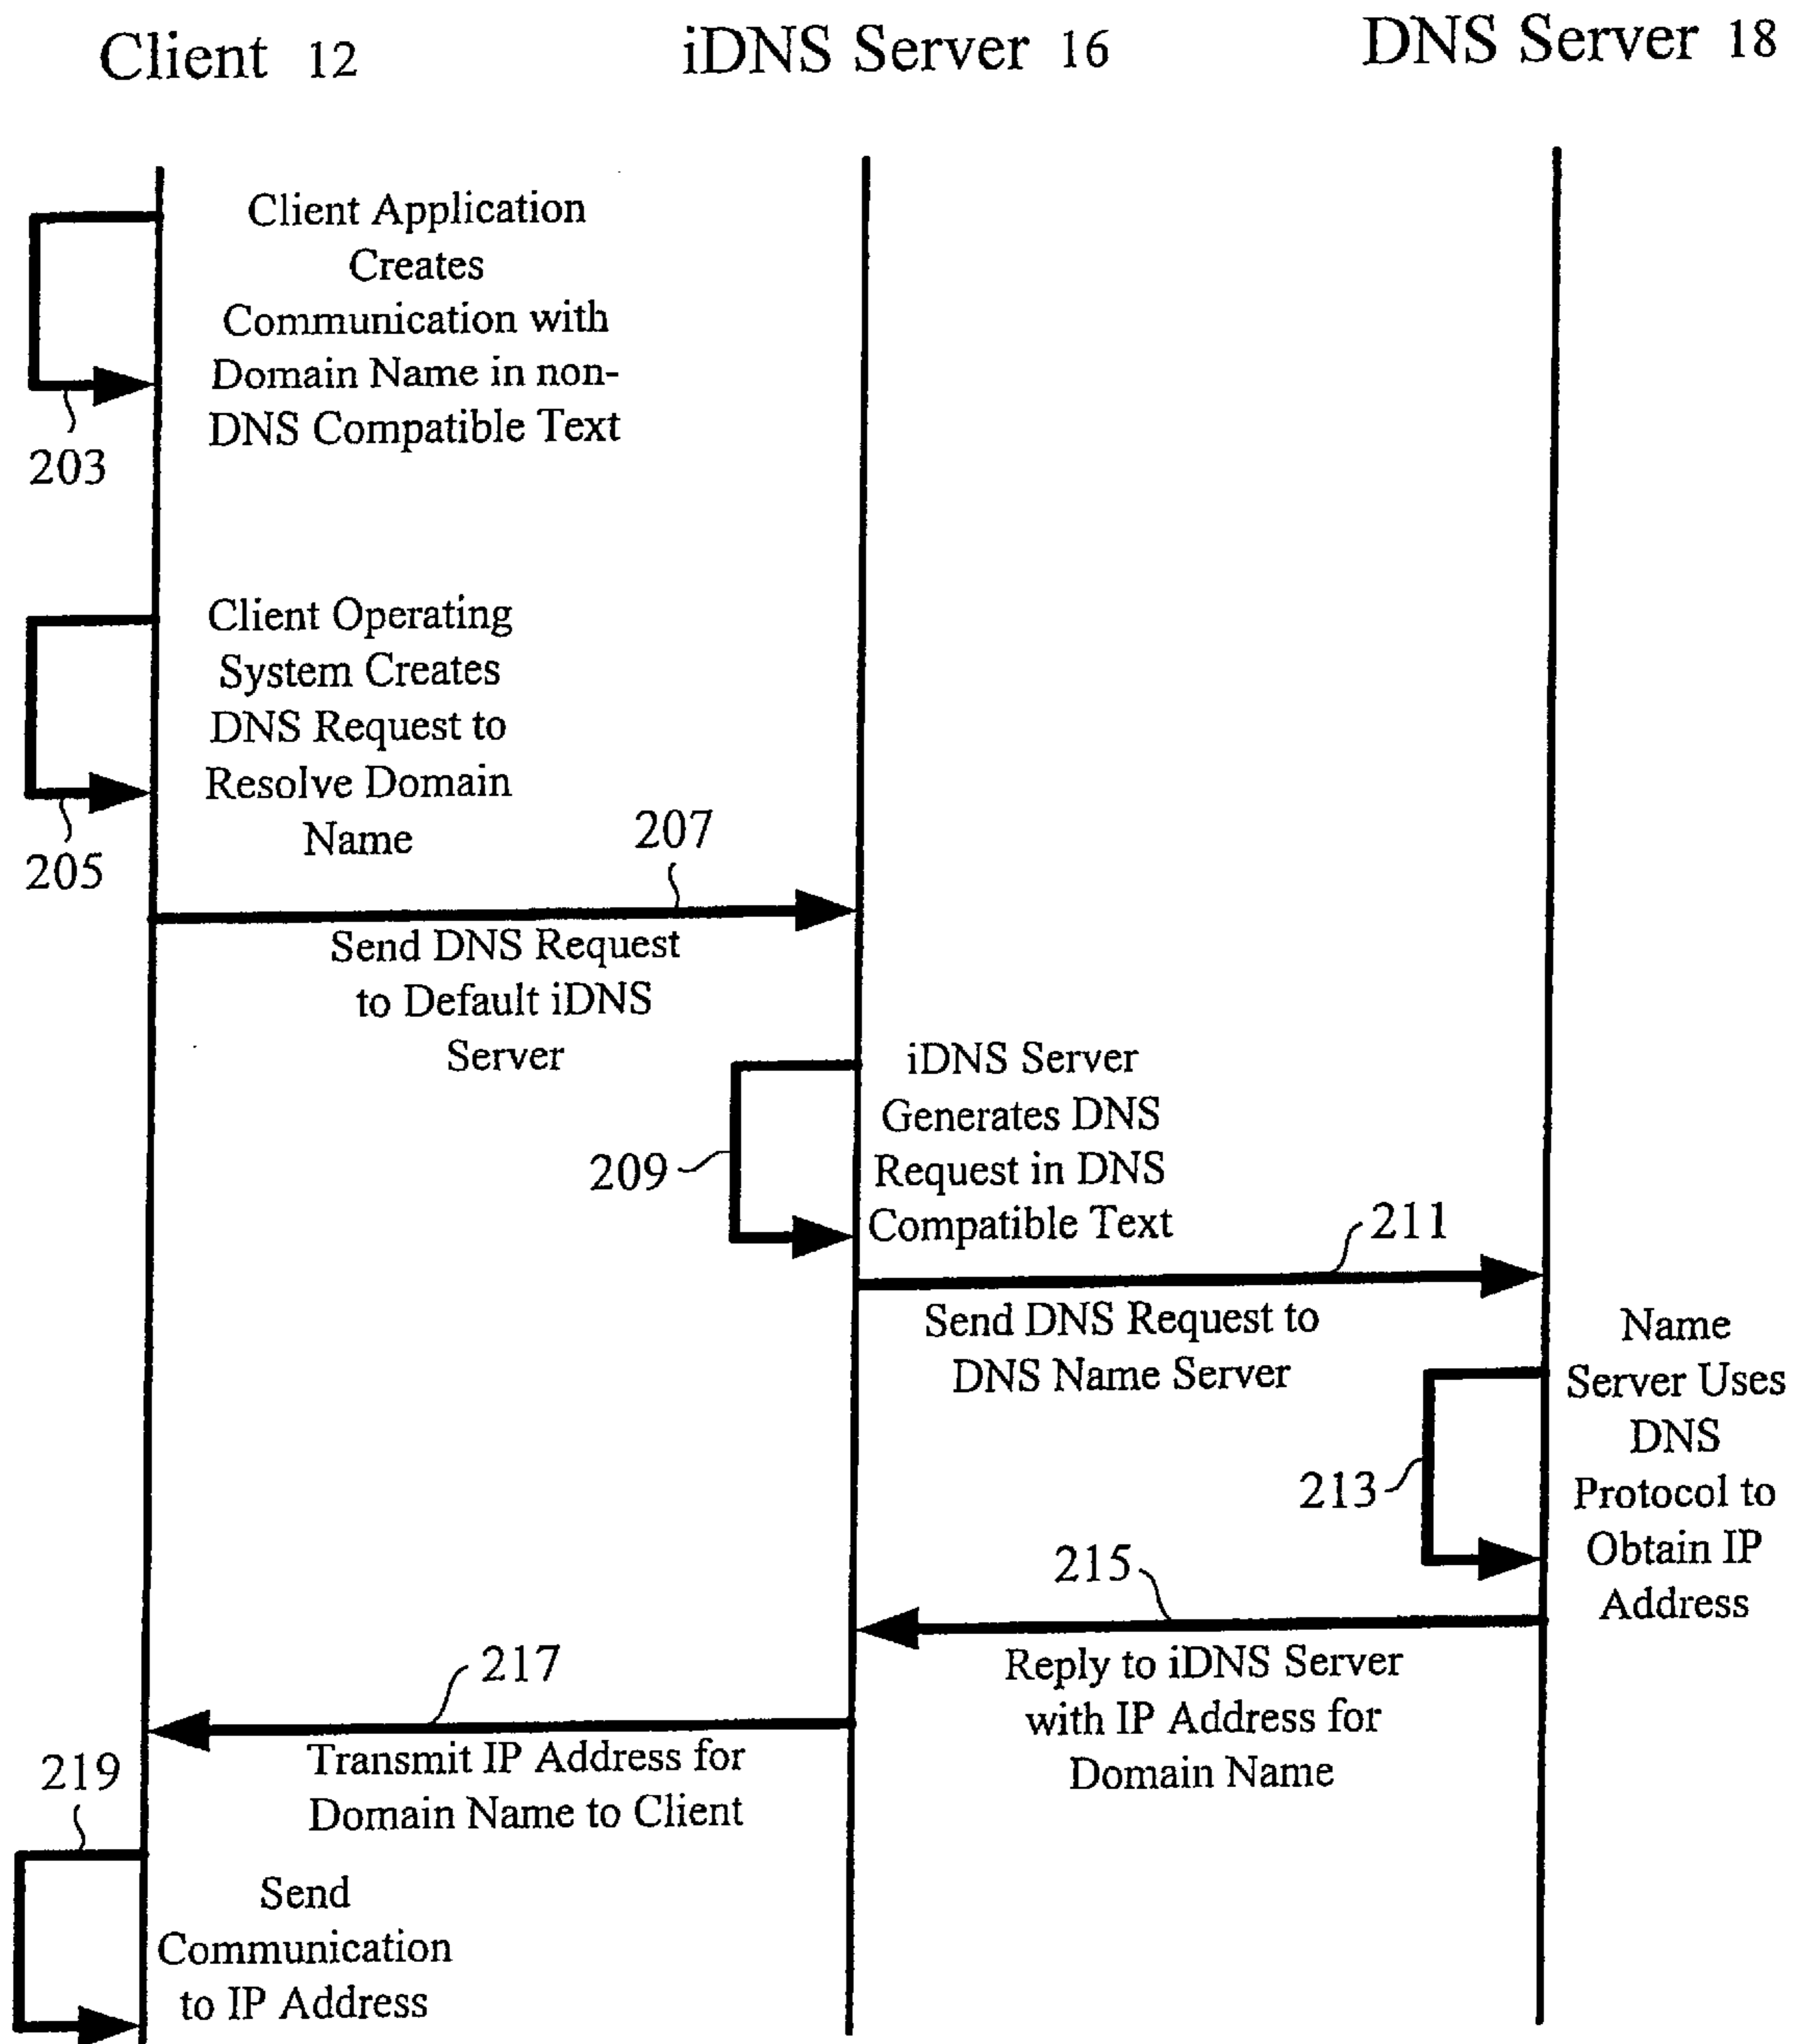 Client 12
iDNS Server 16
DNS Server 18
Client Application
Creates
Communication with
Domain Name in non-
DNS Compatible Text
203
Client Operating
System Creates
DNS Request to
Resolve Domain
Name
205
207
Send DNS Request
to Default iDNS
Server
iDNS Server
Generates DNS
Request in DNS
Compatible Text
209
211
Send DNS Request to
DNS Name Server
Name
Server Uses
DNS
Protocol to
Obtain IP
Address
213
215
Reply to iDNS Server
with IP Address for
Domain Name
217
Transmit IP Address for
Domain Name to Client
219
Send
Communication
to IP Address